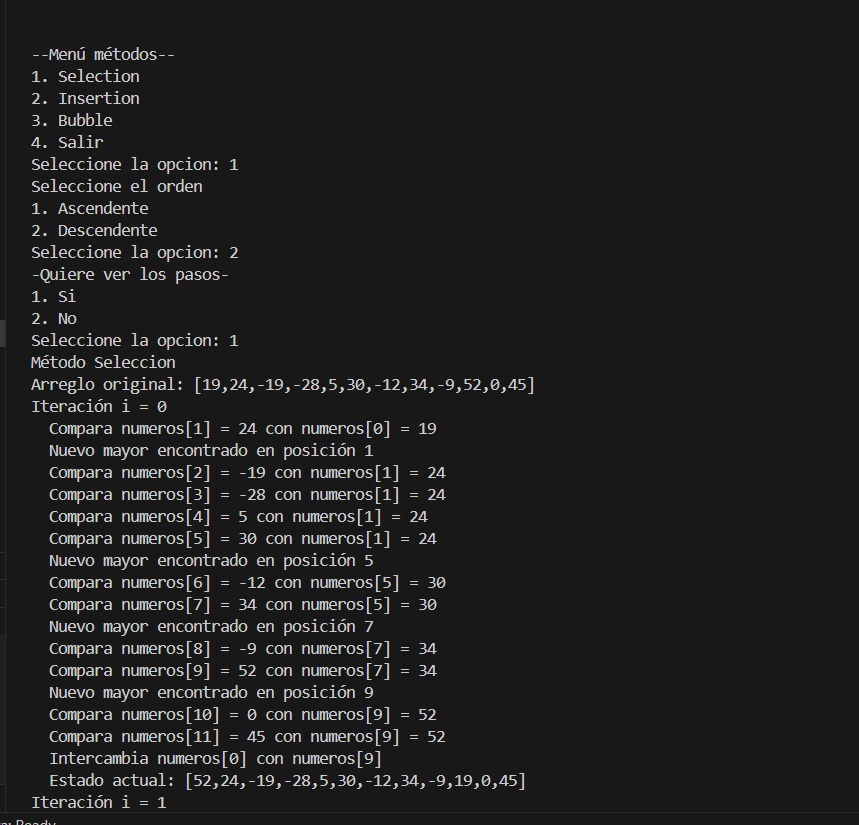 --Menú métodos--
1. Selection
2. Insertion
3. Bubble
4. Salir
Seleccione la opcion: 1
Seleccione el orden
1. Ascendente
2. Descendente
Seleccione la opcion: 2
-Quiere ver los pasos-
1. Si
2. No
Seleccione la opcion: 1
Método Seleccion
Arreglo original: [19,24,-19,-28,5,30,-12,34,-9,52,0,45]
Iteración i = 0
  Compara numeros[1] = 24 con numeros[0] = 19
  Nuevo mayor encontrado en posición 1
  Compara numeros[2] = -19 con numeros[1] = 24
  Compara numeros[3] = -28 con numeros[1] = 24
  Compara numeros[4] = 5 con numeros[1] = 24
  Compara numeros[5] = 30 con numeros[1] = 24
  Nuevo mayor encontrado en posición 5
  Compara numeros[6] = -12 con numeros[5] = 30
  Compara numeros[7] = 34 con numeros[5] = 30
  Nuevo mayor encontrado en posición 7
  Compara numeros[8] = -9 con numeros[7] = 34
  Compara numeros[9] = 52 con numeros[7] = 34
  Nuevo mayor encontrado en posición 9
  Compara numeros[10] = 0 con numeros[9] = 52
  Compara numeros[11] = 45 con numeros[9] = 52
  Intercambia numeros[0] con numeros[9]
  Estado actual: [52,24,-19,-28,5,30,-12,34,-9,19,0,45]
Iteración i = 1
Ready